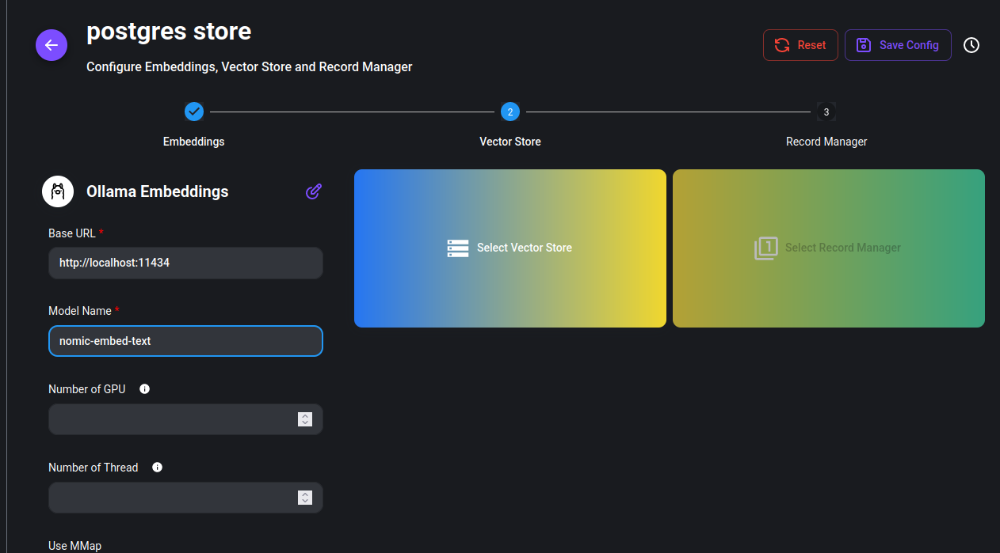 postgres store
Configure Embeddings, Vector Store and Record Manager
Reset
Save Config
2
3
Embeddings
Vector Store
Record Manager
Ollama Embeddings
Base URL *
http://localhost:11434
Model Name *
nomic-embed-text
Number of GPU
Number of Thread
Use MMap
Select Vector Store
1
Select Record Manager